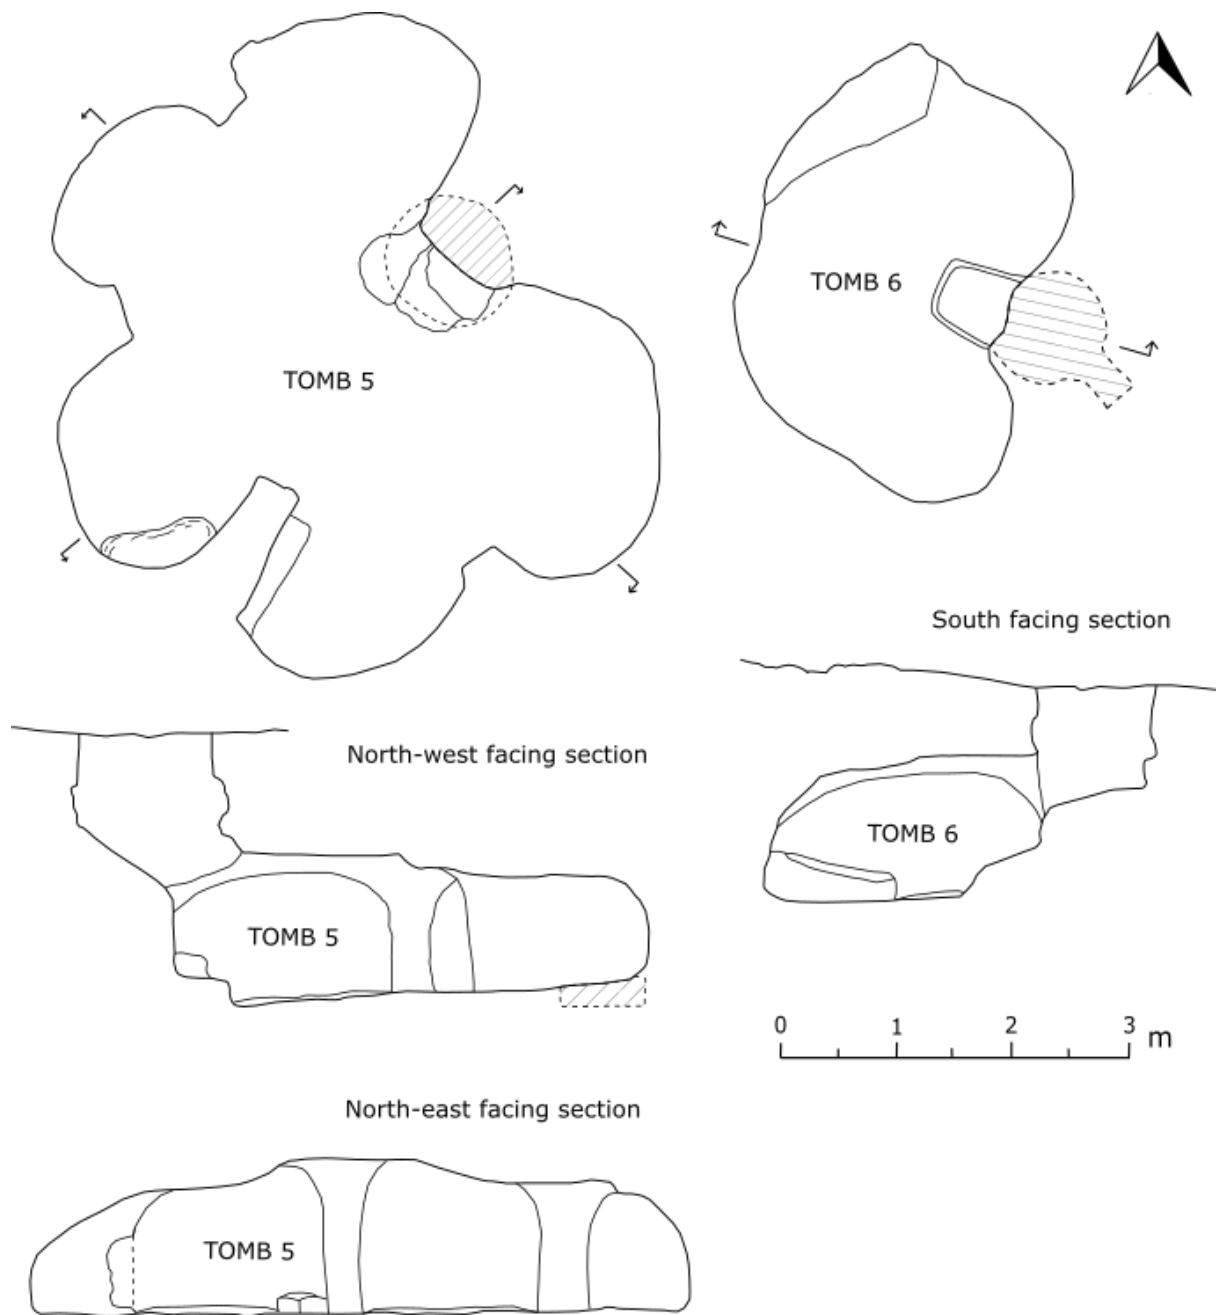 TOMB 5
TOMB 6
South facing section
North-west facing section
TOMB 6
TOMB 5
0 1 2 3 m
North-east facing section
TOMB 5